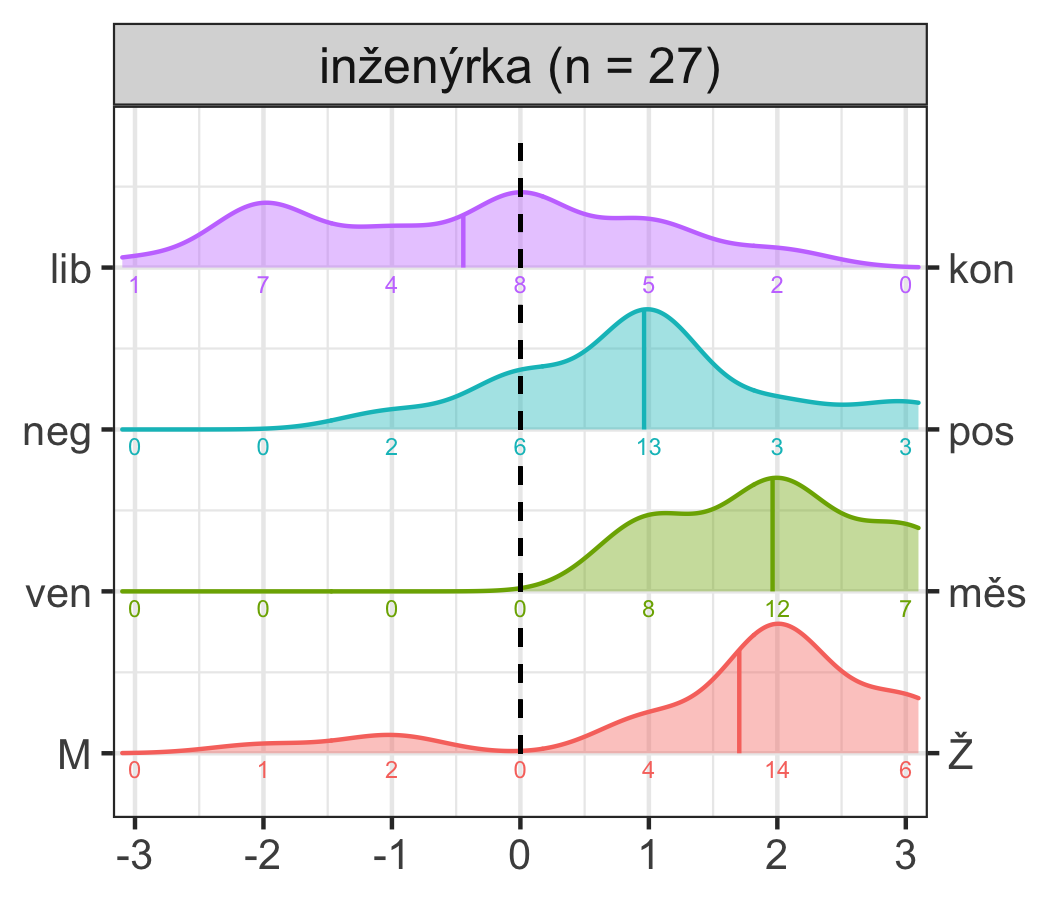 inženýrka (n = 27)
lib kon
1 7 4 8 5 2 0
neg pos
0 0 2 6 13 3 3
ven měs
0 0 0 0 8 12 7
M Ž
0 1 2 0 4 14 6
-3 -2 -1 0 1 2 3